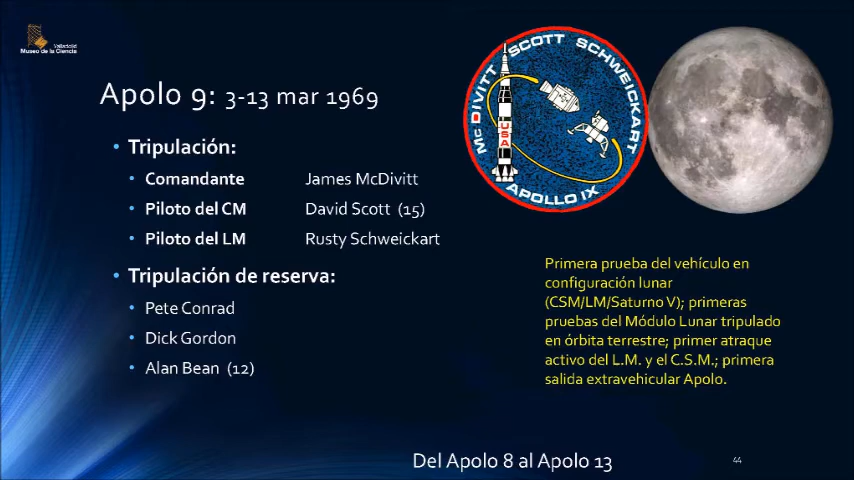 Valladolid
Museo de la Ciencia
Apolo 9: 3-13 mar 1969
• Tripulación:
• Comandante James McDivitt
• Piloto del CM David Scott (15)
• Piloto del LM Rusty Schweickart
• Tripulación de reserva:
• Pete Conrad
• Dick Gordon
• Alan Bean (12)
McDIVITT SCOTT SCHWEICKART
USA
APOLLO IX
Primera prueba del vehículo en
configuración lunar
(CSM/LM/Saturno V); primeras
pruebas del Módulo Lunar tripulado
en órbita terrestre; primer atraque
activo del L.M. y el C.S.M.; primera
salida extravehicular Apolo.
Del Apolo 8 al Apolo 13
44